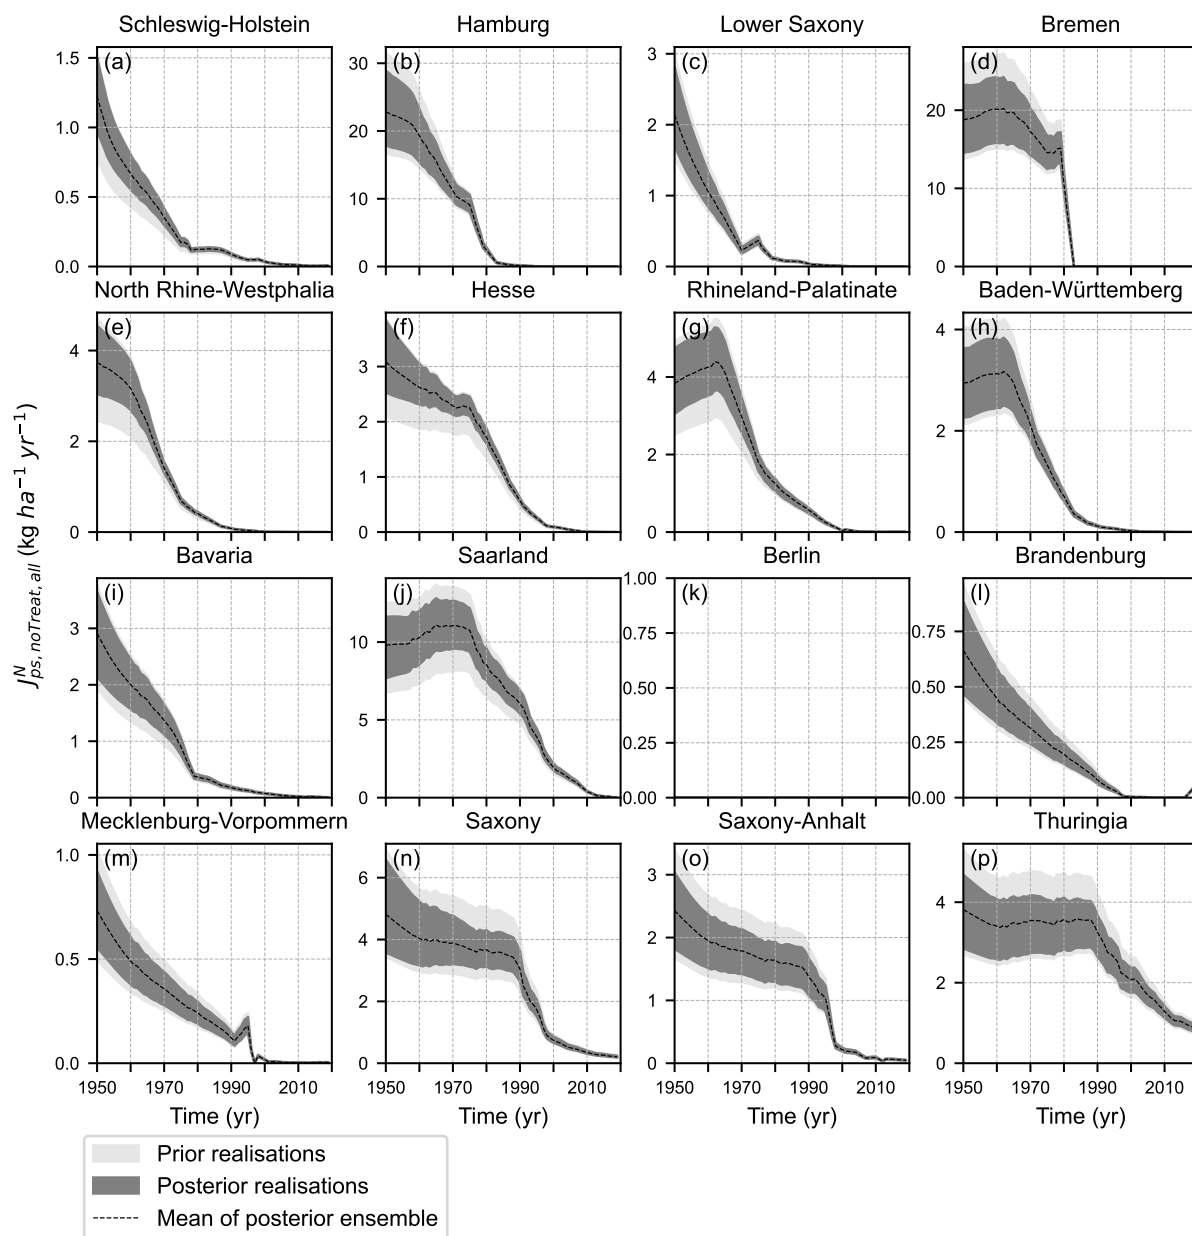 Schleswig-Holstein Hamburg Lower Saxony Bremen
(a) (b) (c) (d)
1.5 1.0 0.5 0.0
30 20 10 0
3 2 1 0
20 10 0
North Rhine-Westphalia Hesse Rhineland-Palatinate Baden-Württemberg
(e) (f) (g) (h)
4 2 0
3 2 1 0
4 2 0
4 2 0
J^N_{ps, noTreat, all} (kg ha^{−1} yr^{−1})
Bavaria Saarland Berlin Brandenburg
(i) (j) (k) (l)
3 2 1 0
10 5 0
1.00 0.75 0.50 0.25 0.00
0.75 0.50 0.25 0.00
Mecklenburg-Vorpommern Saxony Saxony-Anhalt Thuringia
(m) (n) (o) (p)
1.0 0.5 0.0
6 4 2 0
3 2 1 0
4 2 0
1950 1970 1990 2010 1950 1970 1990 2010 1950 1970 1990 2010 1950 1970 1990 2010
Time (yr) Time (yr) Time (yr) Time (yr)
Prior realisations
Posterior realisations
Mean of posterior ensemble